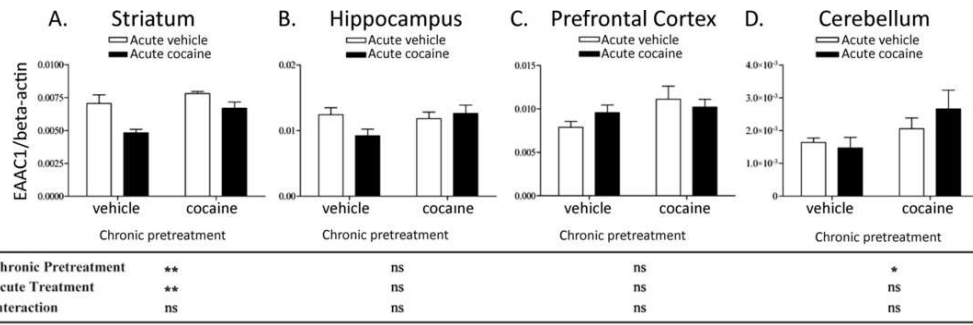 A. Striatum
Acute vehicle
Acute cocaine
EAAC1/beta-actin
0.0100
0.0075
0.0050
0.0025
0.0000
vehicle cocaine
Chronic pretreatment
B. Hippocampus
Acute vehicle
Acute cocaine
0.02
0.01
0.00
vehicle cocaine
Chronic pretreatment
C. Prefrontal Cortex
Acute vehicle
Acute cocaine
0.015
0.010
0.005
0.000
vehicle cocaine
Chronic pretreatment
D. Cerebellum
Acute vehicle
Acute cocaine
4.0×10⁻³
3.0×10⁻³
2.0×10⁻³
1.0×10⁻³
0
vehicle cocaine
Chronic pretreatment
hronic Pretreatment ** ns ns *
cute Treatment ** ns ns ns
nteraction ns ns ns ns